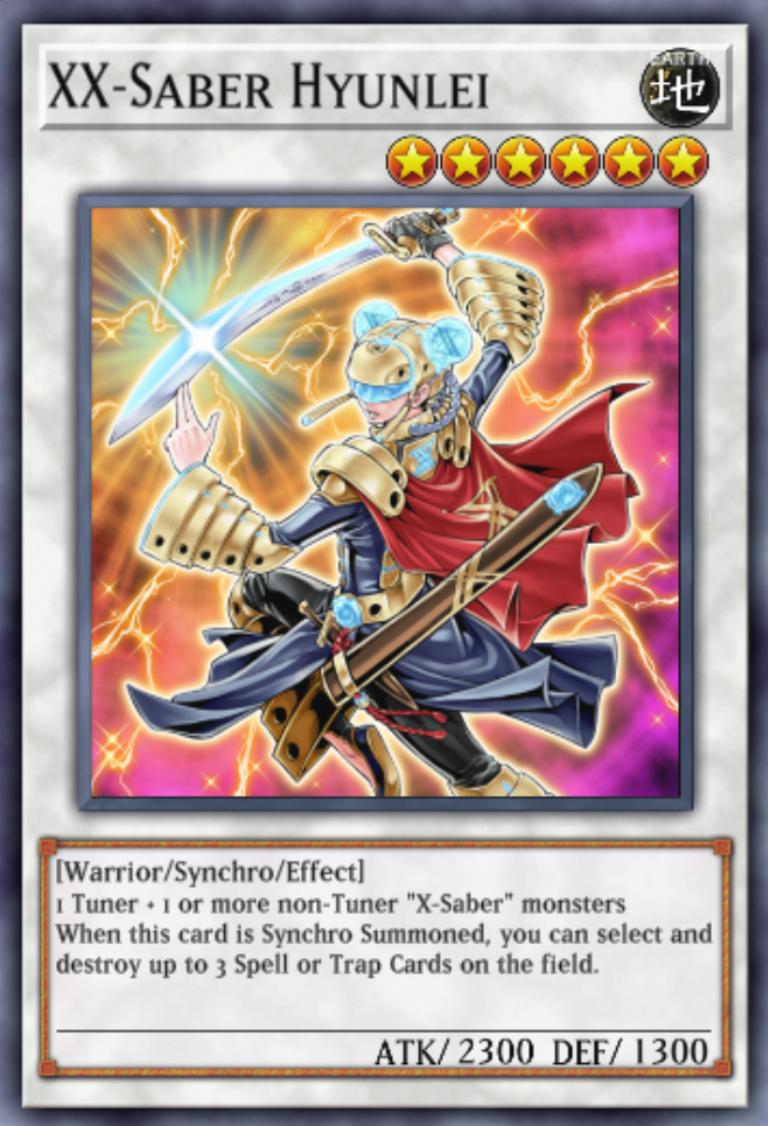 XX-Saber Hyunlei
EARTH
地
[Warrior/Synchro/Effect]
1 Tuner + 1 or more non-Tuner "X-Saber" monsters
When this card is Synchro Summoned, you can select and
destroy up to 3 Spell or Trap Cards on the field.
ATK/ 2300 DEF/ 1300